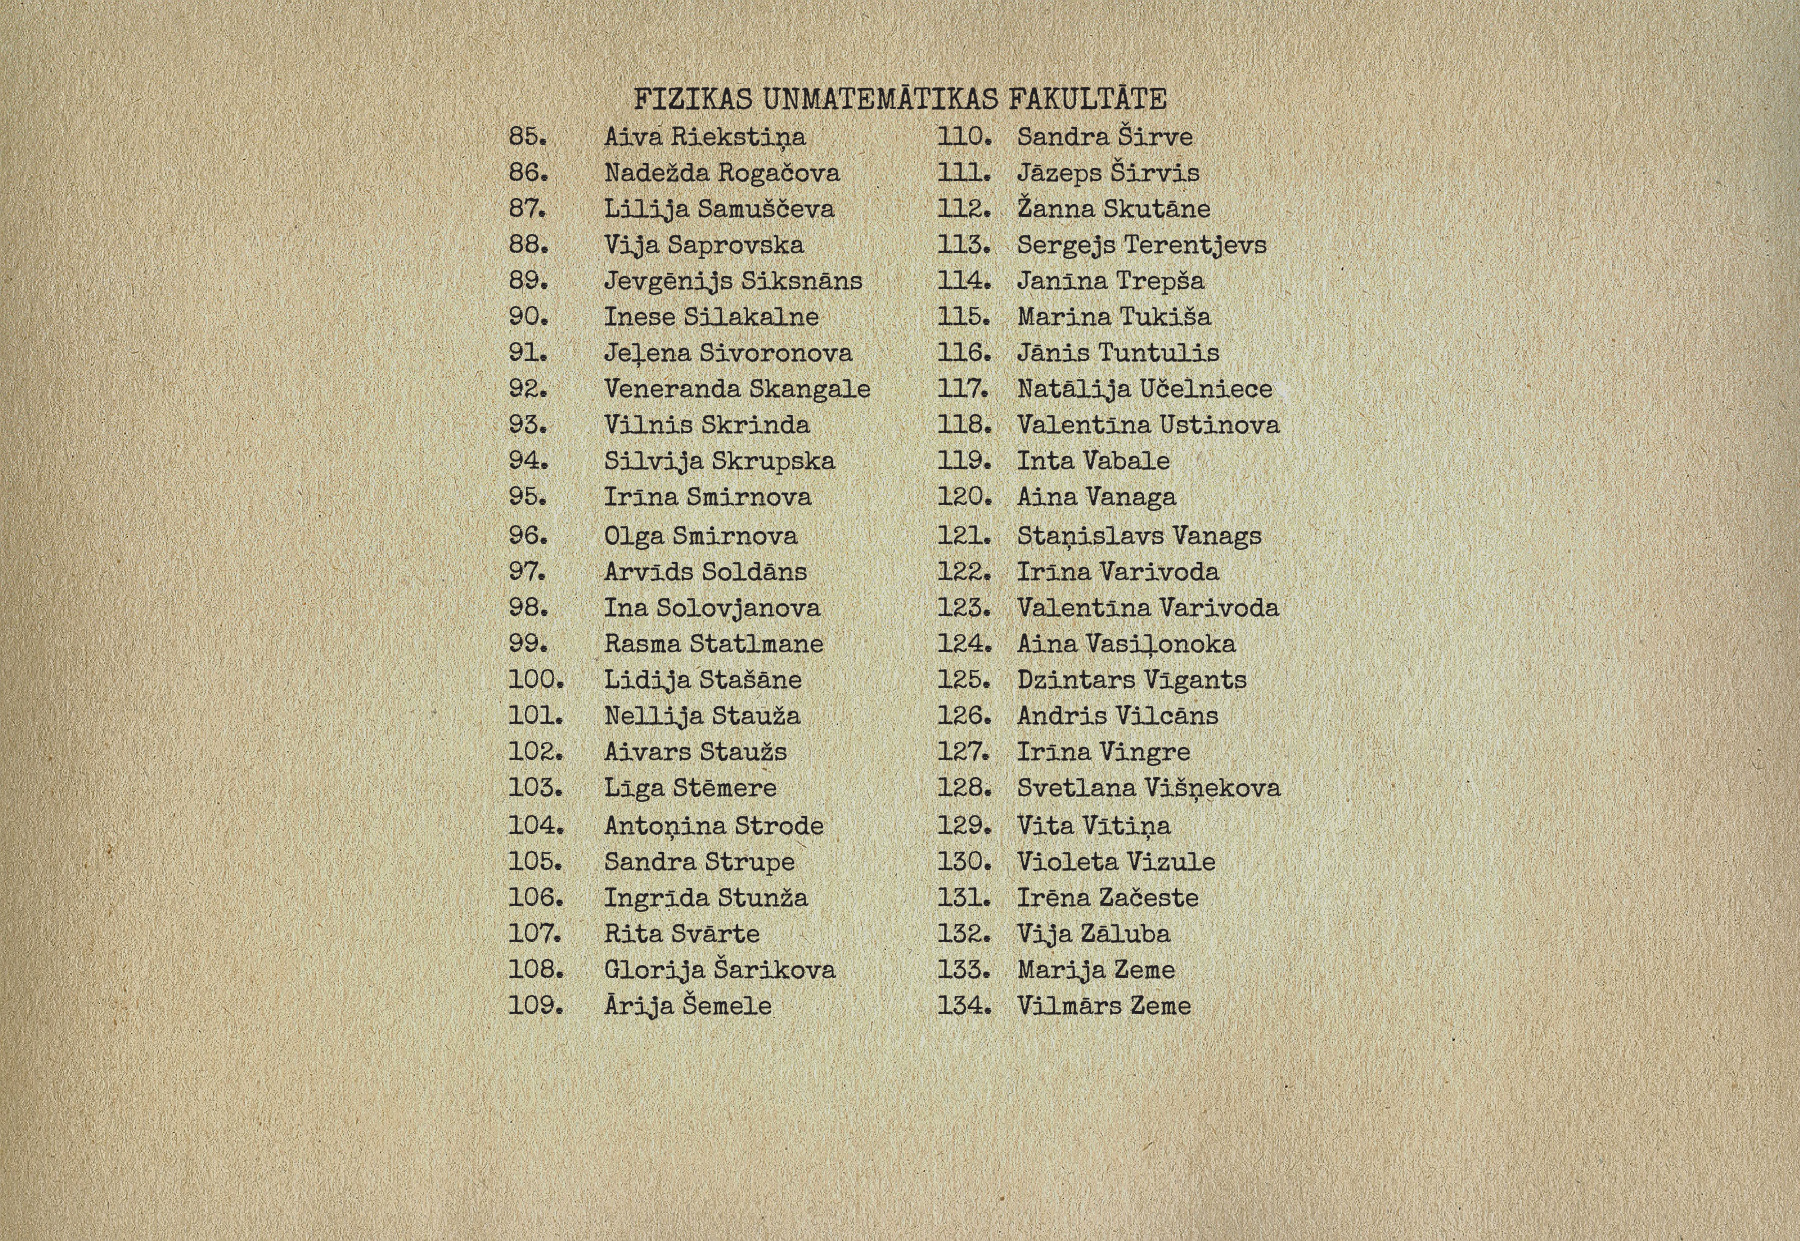 FIZIKAS UNMATEMĀTIKAS FAKULTĀTE
85. Aiva Riekstiņa
86. Nadežda Rogačova
87. Lilija Samuščeva
88. Vija Saprovska
89. Jevgēnijs Siksnāns
90. Inese Silakalne
91. Jeļena Sivoronova
92. Veneranda Skangale
93. Vilnis Skrinda
94. Silvija Skrupska
95. Irīna Smirnova
96. Olga Smirnova
97. Arvīds Soldāns
98. Ina Solovjanova
99. Rasma Statlmane
100. Lidija Stašāne
101. Nellija Stauža
102. Aivars Staužs
103. Līga Stēmere
104. Antoņina Strode
105. Sandra Strupe
106. Ingrīda Stunža
107. Rita Svārte
108. Glorija Šarikova
109. Ārija Šemele
110. Sandra Širve
111. Jāzeps Širvis
112. Žanna Skutāne
113. Sergejs Terentjevs
114. Janīna Trepša
115. Marina Tukiša
116. Jānis Tuntulis
117. Natālija Učelniece
118. Valentīna Ustinova
119. Inta Vabale
120. Aina Vanaga
121. Staņislavs Vanags
122. Irīna Varivoda
123. Valentīna Varivoda
124. Aina Vasiļonoka
125. Dzintars Vīgants
126. Andris Vilcāns
127. Irīna Vingre
128. Svetlana Višņekova
129. Vita Vītiņa
130. Violeta Vizule
131. Irēna Začeste
132. Vija Zāluba
133. Marija Zeme
134. Vilmārs Zeme